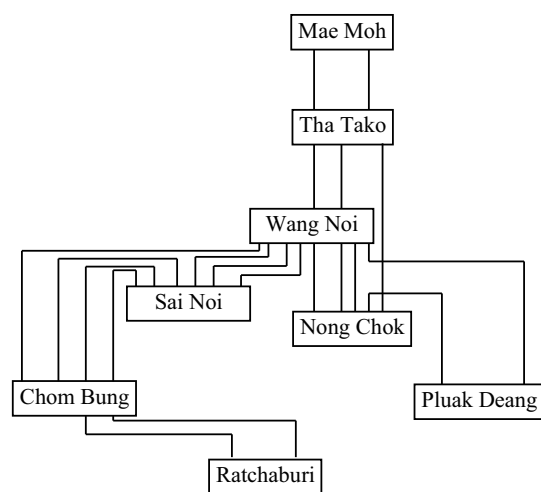 Mae Moh
Tha Tako
Wang Noi
Sai Noi
Nong Chok
Chom Bung
Pluak Deang
Ratchaburi